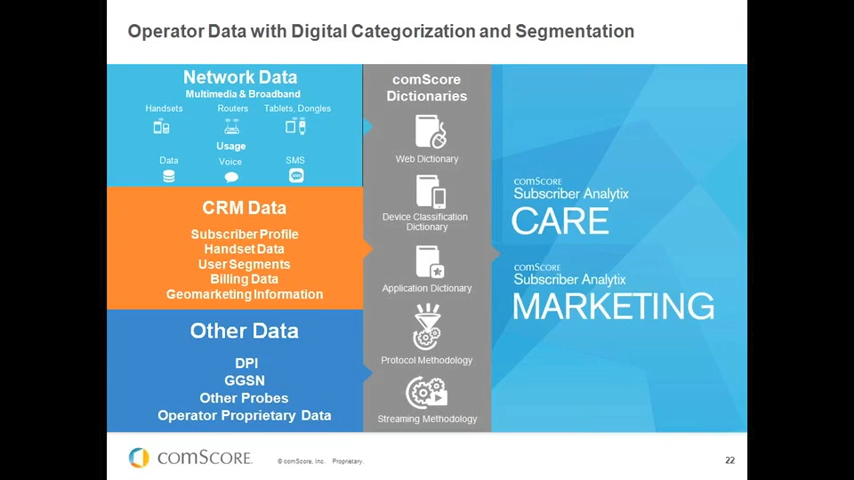 Operator Data with Digital Categorization and Segmentation
Network Data
Multimedia & Broadband
Handsets
Routers
Tablets, Dongles
Usage
Data
Voice
SMS
CRM Data
Subscriber Profile
Handset Data
User Segments
Billing Data
Geomarketing Information
Other Data
DPI
GGSN
Other Probes
Operator Proprietary Data
comScore
Dictionaries
Web Dictionary
Device Classification
Dictionary
Application Dictionary
Protocol Methodology
Streaming Methodology
comSCORE
Subscriber Analytix
CARE
comSCORE
Subscriber Analytix
MARKETING
comSCORE.
© comScore, Inc. Proprietary.
22